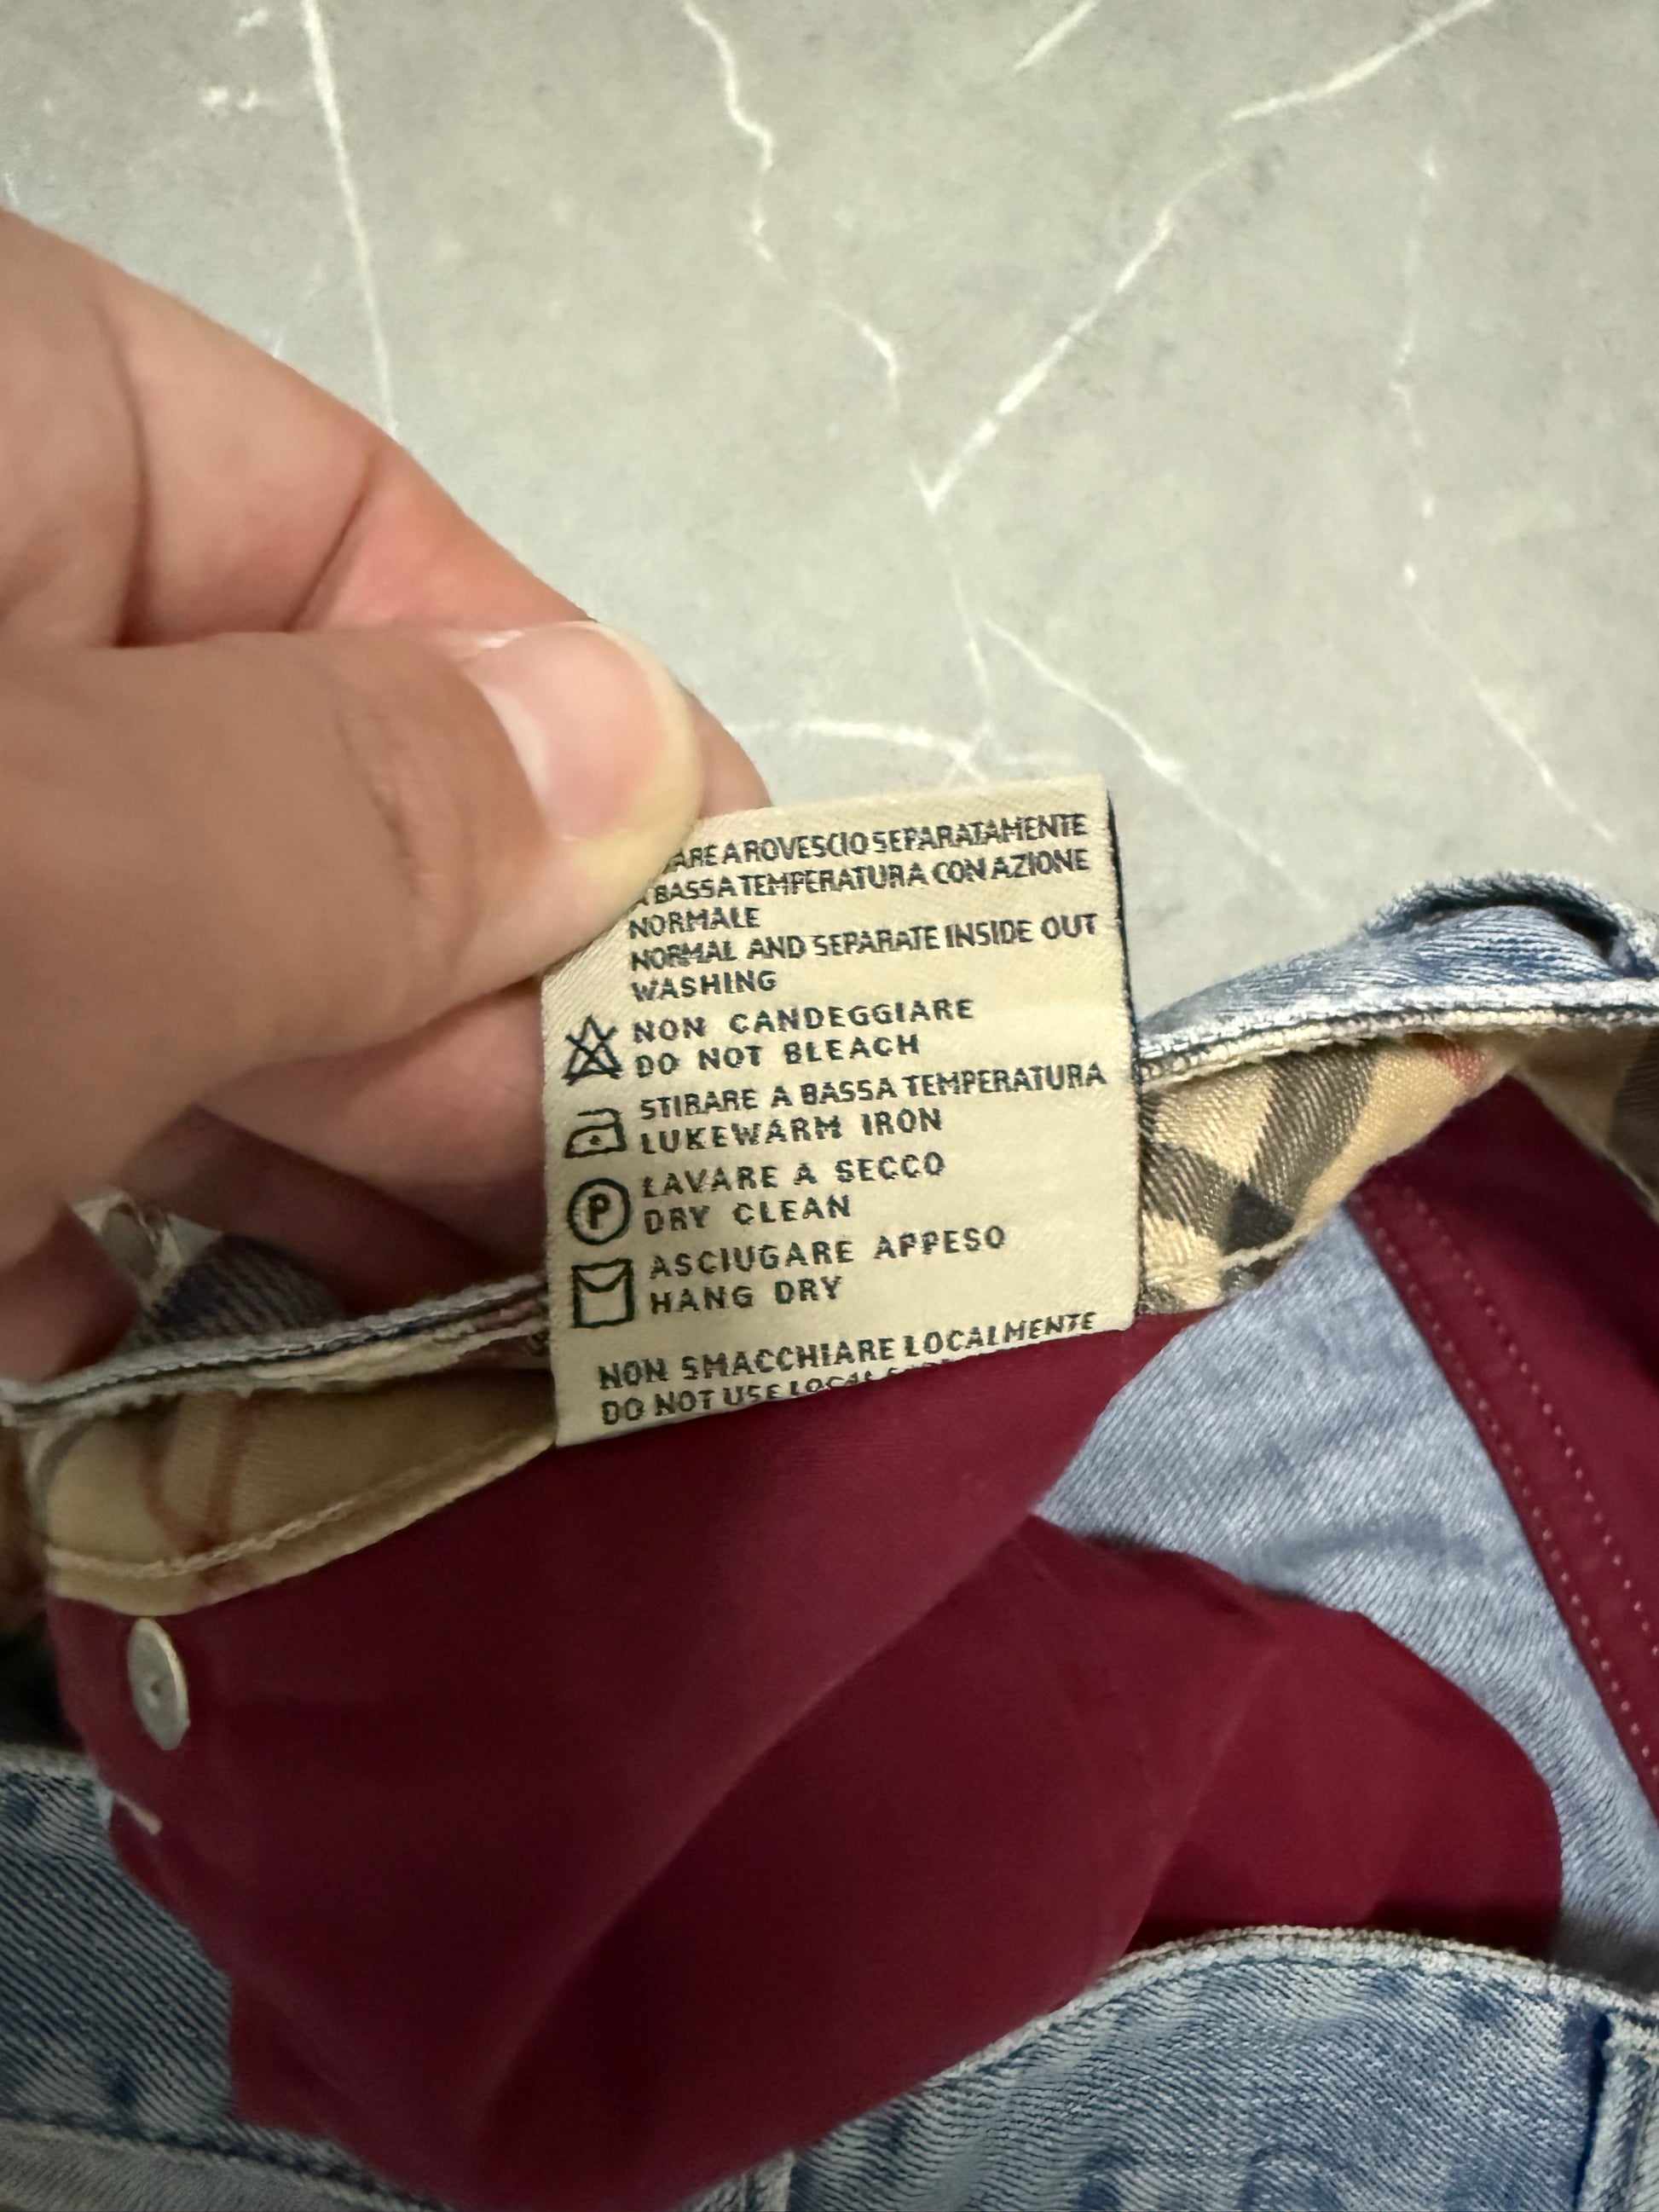 A ROVESCIO SEPARATAMENTE
A BASSA TEMPERATURA CON AZIONE
NORMALE
NORMAL AND SEPARATE INSIDE OUT
WASHING
NON CANDEGGIARE
DO NOT BLEACH
STIRARE A BASSA TEMPERATURA
LUKEWARM IRON
P
LAVARE A SECCO
DRY CLEAN
ASCIUGARE APPESO
HANG DRY
NON SMACCHIARE LOCALMENTE
DO NOT USE LOCAL